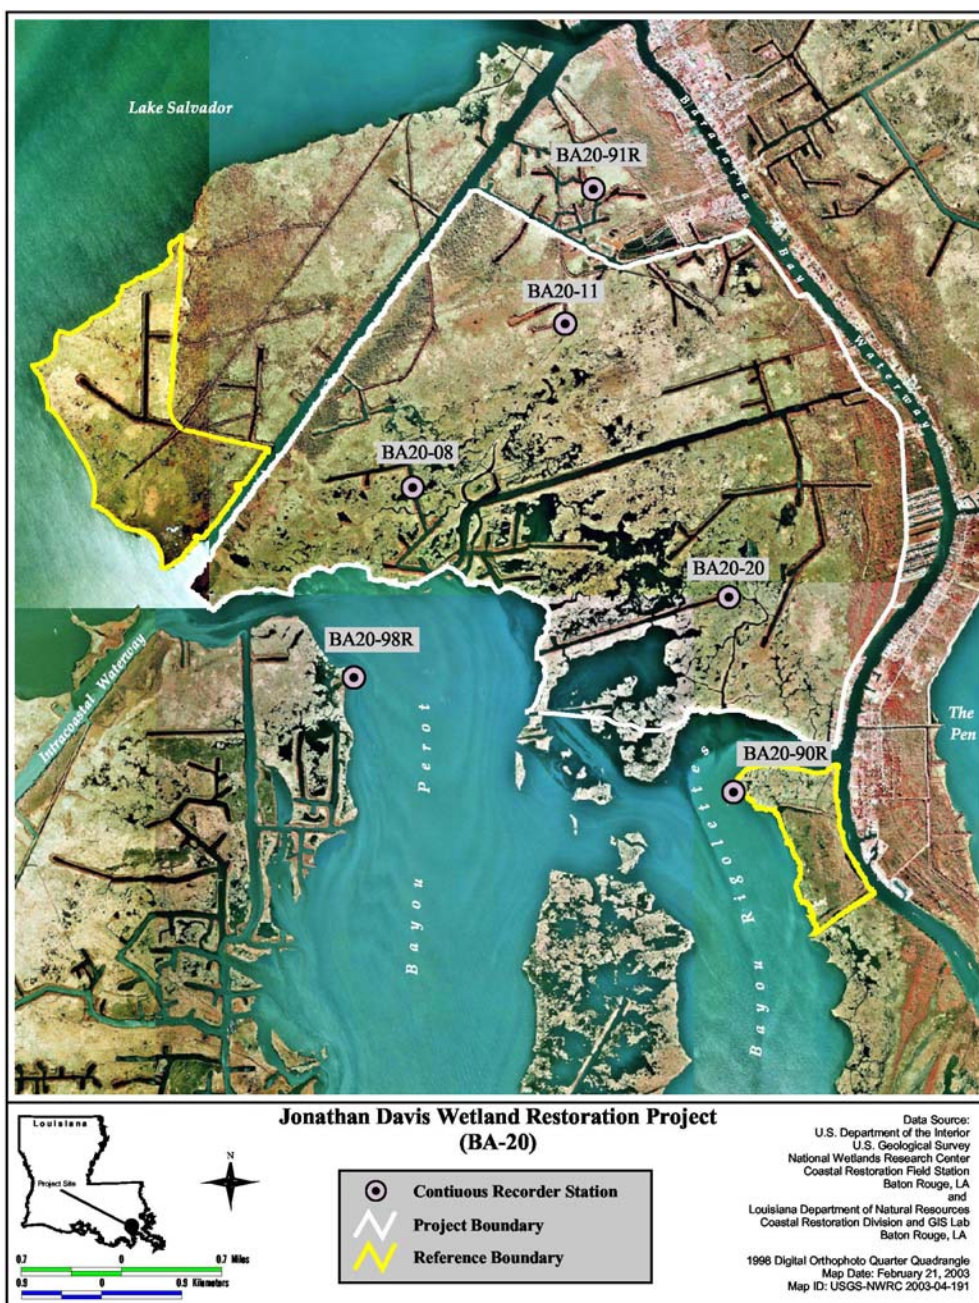 Lake Salvador
Barataria Bay Waterway
BA20-91R
BA20-11
BA20-08
BA20-20
BA20-98R
Intracoastal Waterway
The
Pen
BA20-90R
Bayou Perot
Bayou Rigolettes
Jonathan Davis Wetland Restoration Project
(BA-20)
Louisiana
Project Site
N
0.7 0 0.7 Miles
0.9 0 0.9 Kilometers
Contiuous Recorder Station
Project Boundary
Reference Boundary
Data Source:
U.S. Department of the Interior
U.S. Geological Survey
National Wetlands Research Center
Coastal Restoration Field Station
Baton Rouge, LA
and
Louisiana Department of Natural Resources
Coastal Restoration Division and GIS Lab
Baton Rouge, LA
1998 Digital Orthophoto Quarter Quadrangle
Map Date: February 21, 2003
Map ID: USGS-NWRC 2003-04-191